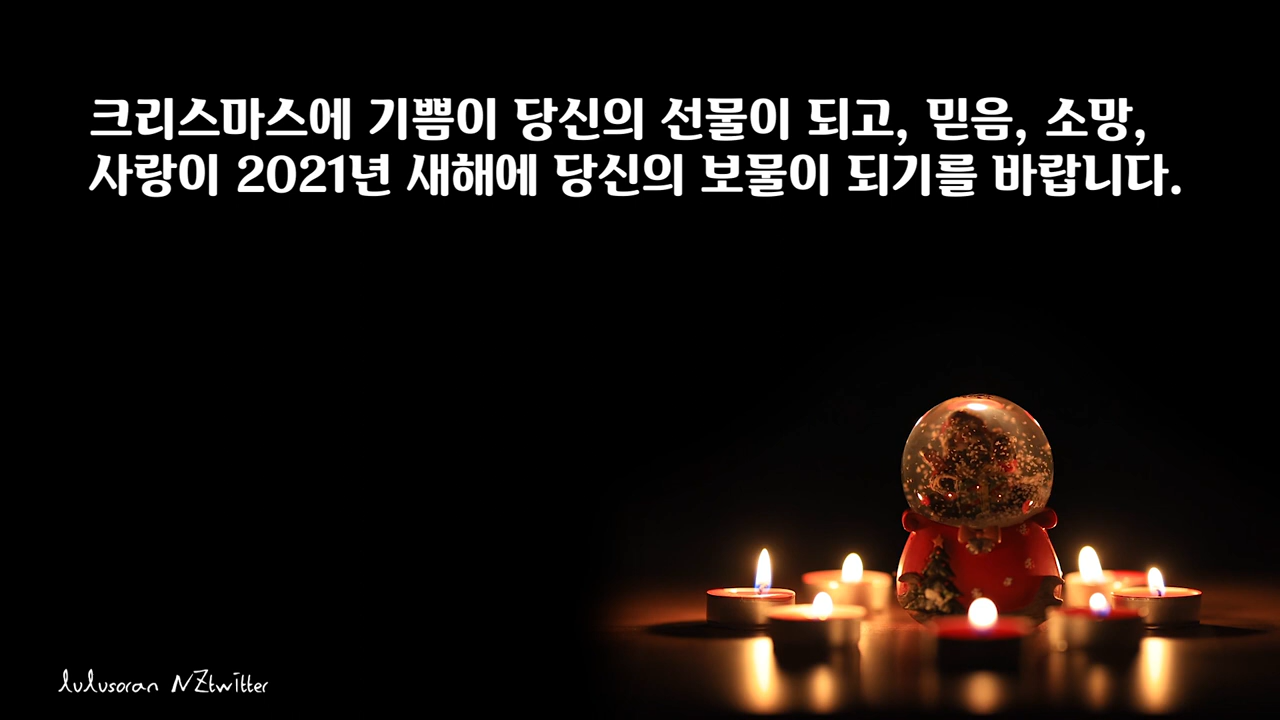 크리스마스에 기쁨이 당신의 선물이 되고, 믿음, 소망,
사랑이 2021년 새해에 당신의 보물이 되기를 바랍니다.
lulusoran NZtwitter